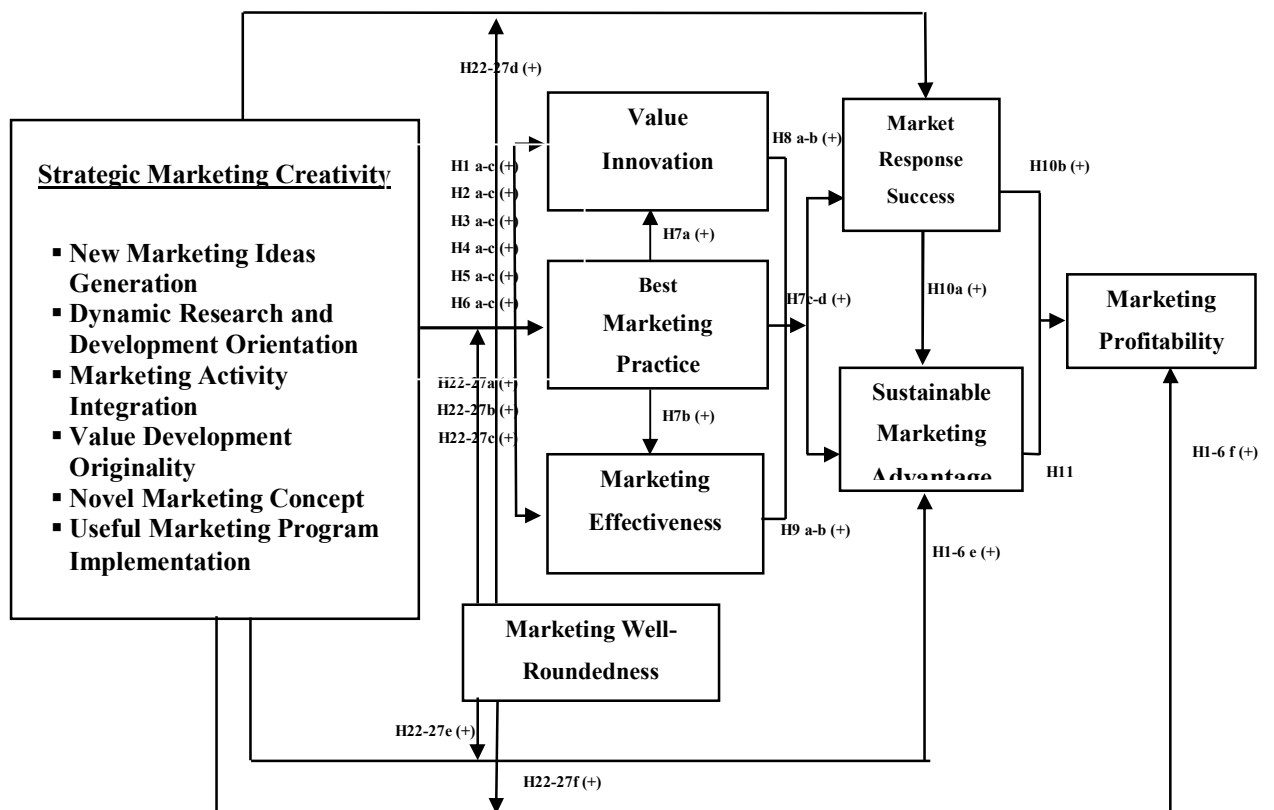 H22-27d (+)
Strategic Marketing Creativity
▪ New Marketing Ideas
Generation
▪ Dynamic Research and
Development Orientation
▪ Marketing Activity
Integration
▪ Value Development
Originality
▪ Novel Marketing Concept
▪ Useful Marketing Program
Implementation
H1 a-c (+)
H2 a-c (+)
H3 a-c (+)
H4 a-c (+)
H5 a-c (+)
H6 a-c (+)
H22-27a (+)
H22-27b (+)
H22-27c (+)
Value
Innovation
H7a (+)
Best
Marketing
Practice
H7b (+)
Marketing
Effectiveness
H8 a-b (+)
H7c-d (+)
H9 a-b (+)
Market
Response
Success
H10a (+)
Sustainable
Marketing
Advantage
H10b (+)
H11
Marketing
Profitability
H1-6 f (+)
H1-6 e (+)
Marketing Well-
Roundedness
H22-27e (+)
H22-27f (+)